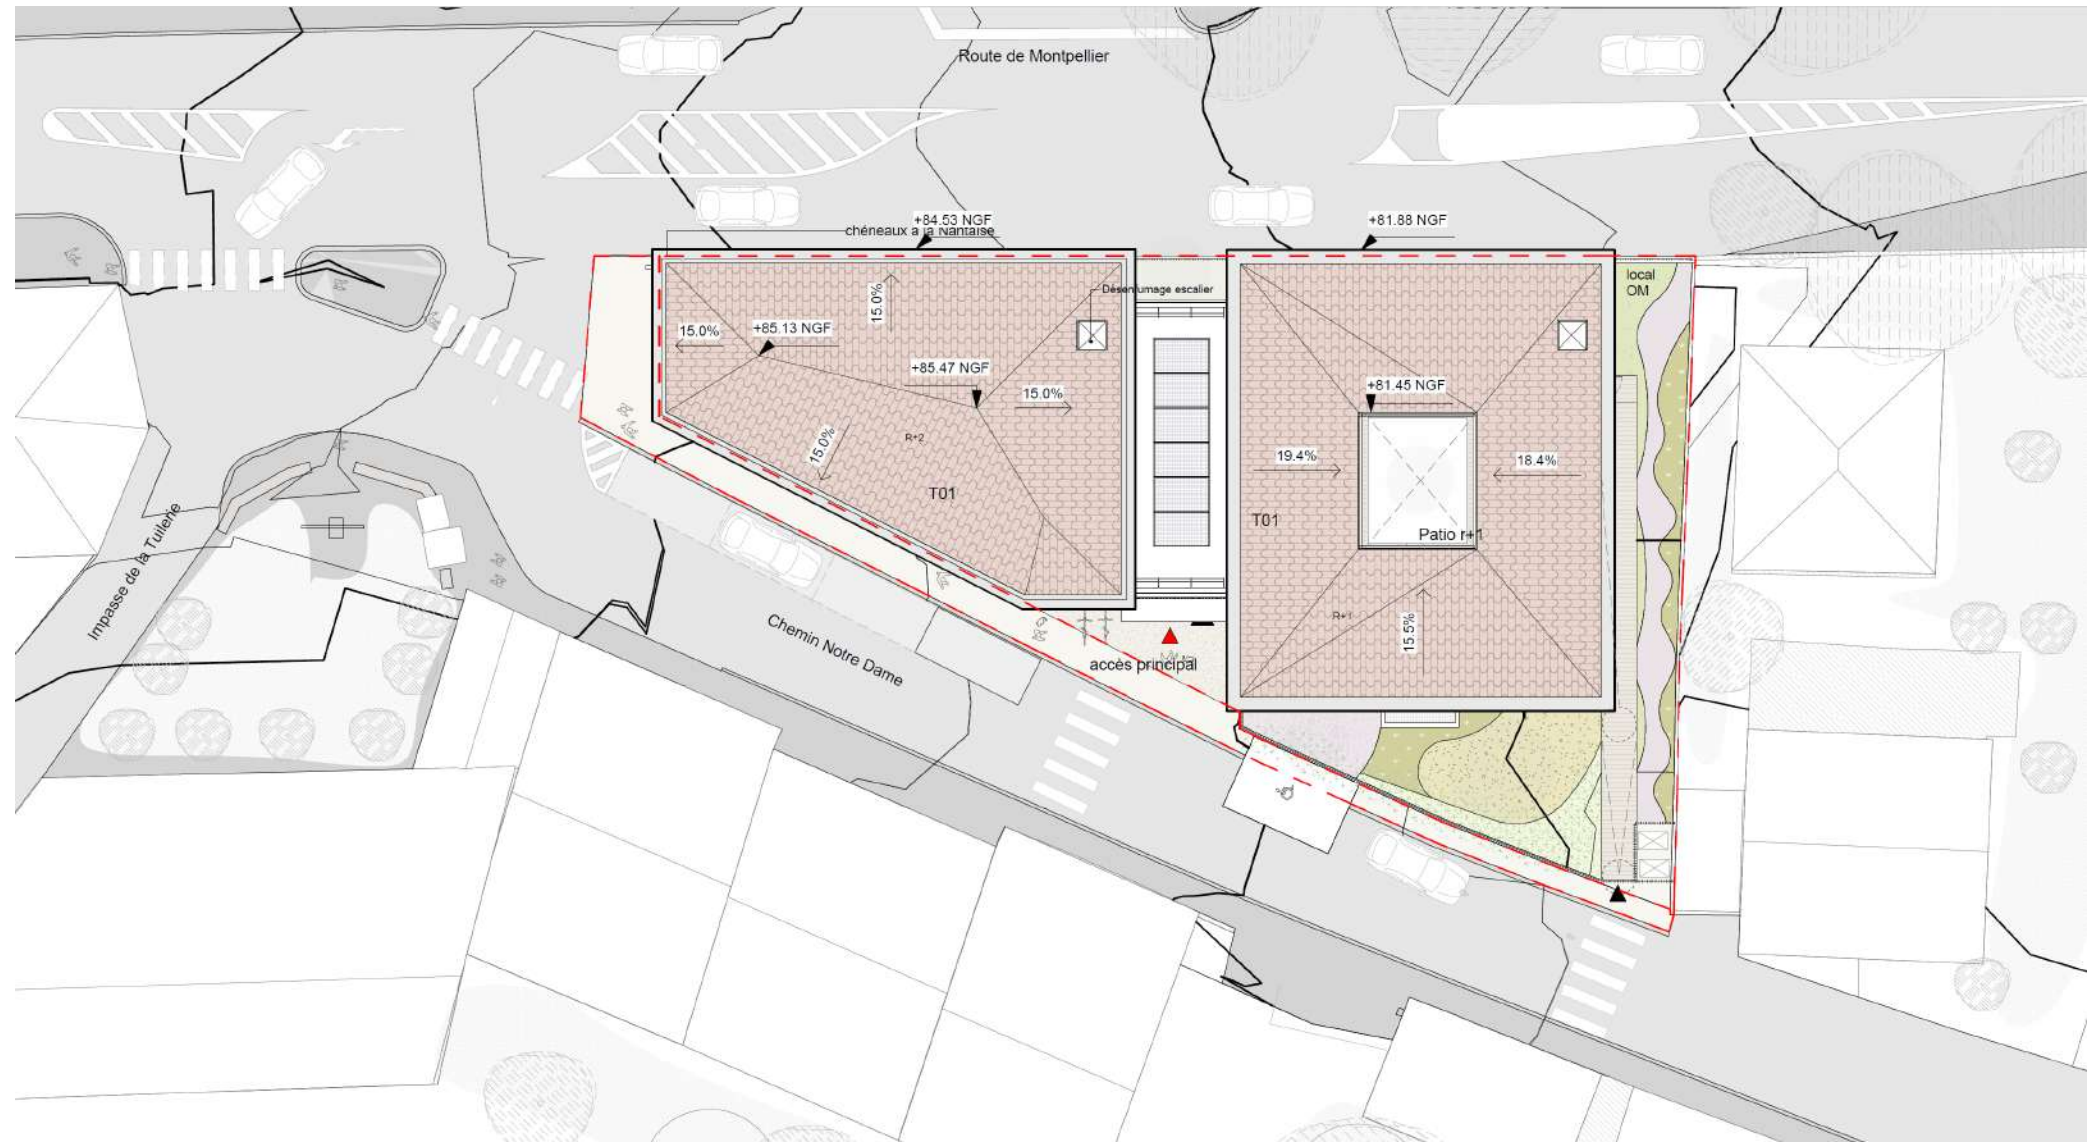 Route de Montpellier
+84.53 NGF
chéneaux à la Nantaise
+81.88 NGF
local
OM
Désenfumage escalier
15.0%
15.0%
+85.13 NGF
+85.47 NGF
15.0%
+81.45 NGF
R+2
15.0%
19.4%
18.4%
T01
T01
Patio r+1
Impasse de la Tuilerie
R+1
15.5%
Chemin Notre Dame
accès principal